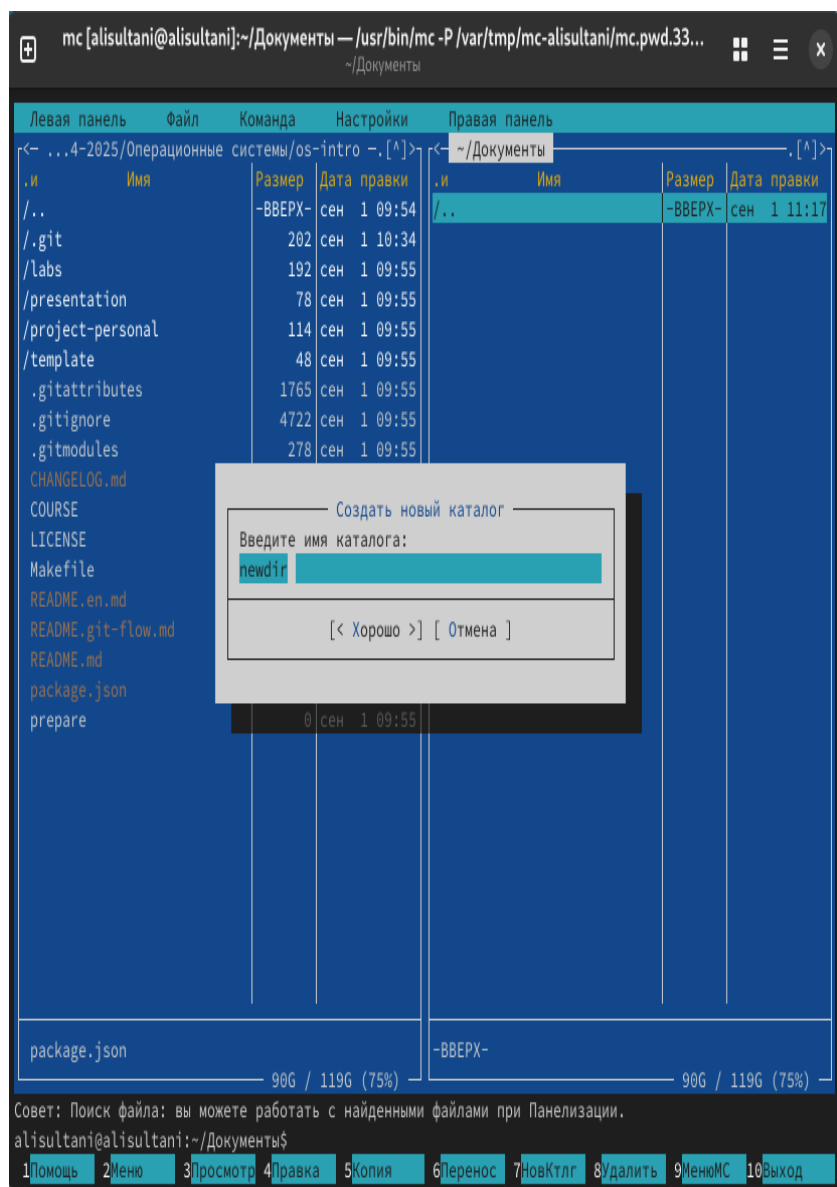 mc [alisultani@alisultani]:~/Документы — /usr/bin/mc -P /var/tmp/mc-alisultani/mc.pwd.33...
~/Документы
Левая панель Файл Команда Настройки Правая панель
<— ...4-2025/Операционные системы/os-intro —.[^]> <— ~/Документы .[^]>
.и Имя Размер Дата правки .и Имя Размер Дата правки
/.. -ВВЕРХ- сен 1 09:54 /.. -ВВЕРХ- сен 1 11:17
/.git 202 сен 1 10:34
/labs 192 сен 1 09:55
/presentation 78 сен 1 09:55
/project-personal 114 сен 1 09:55
/template 48 сен 1 09:55
.gitattributes 1765 сен 1 09:55
.gitignore 4722 сен 1 09:55
.gitmodules 278 сен 1 09:55
CHANGELOG.md
COURSE
LICENSE
Makefile
README.en.md
README.git-flow.md
README.md
package.json
prepare 0 сен 1 09:55
Создать новый каталог
Введите имя каталога:
newdir
[< Хорошо >] [ Отмена ]
package.json -ВВЕРХ-
90G / 119G (75%) 90G / 119G (75%)
Совет: Поиск файла: вы можете работать с найденными файлами при Панелизации.
alisultani@alisultani:~/Документы$
1Помощь 2Меню 3Просмотр 4Правка 5Копия 6Перенос 7НовКтлг 8Удалить 9МенюMC 10Выход